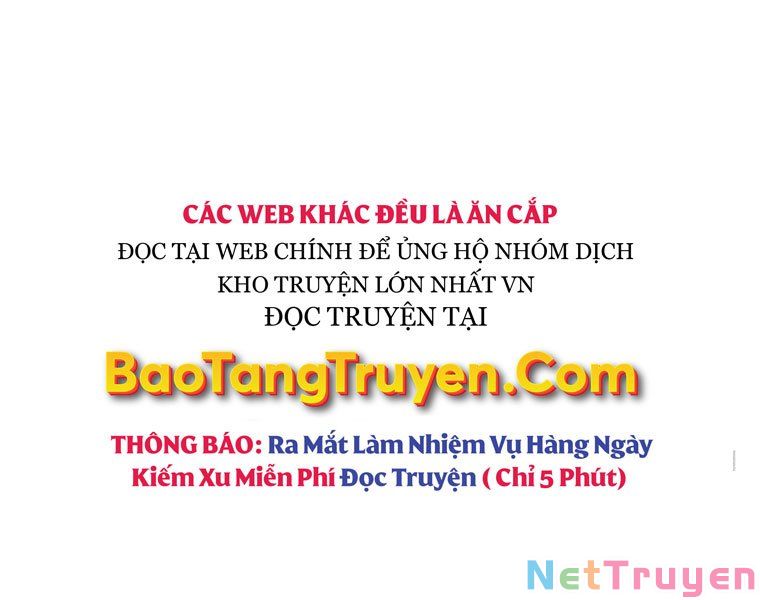 CÁC WEB KHÁC ĐỀU LÀ ĂN CẮP
ĐỌC TẠI WEB CHÍNH ĐỂ ỦNG HỘ NHÓM DỊCH
KHO TRUYỆN LỚN NHẤT VN
ĐỌC TRUYỆN TẠI
BaoTangTruyen.Com
THÔNG BÁO: Ra Mắt Làm Nhiệm Vụ Hàng Ngày
Kiếm Xu Miễn Phí Đọc Truyện ( Chỉ 5 Phút)
NetTruyen